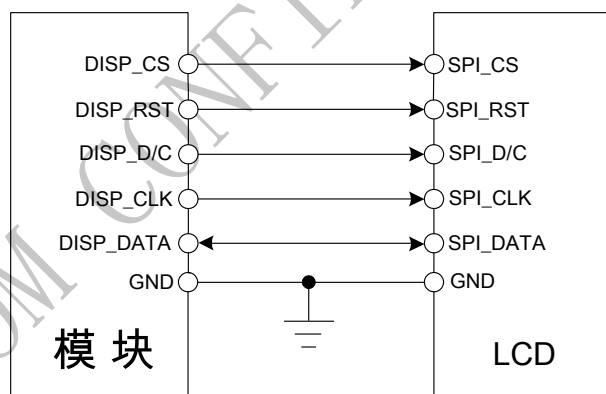 DISP_CS SPI_CS
DISP_RST SPI_RST
DISP_D/C SPI_D/C
DISP_CLK SPI_CLK
DISP_DATA SPI_DATA
GND GND
模块 LCD